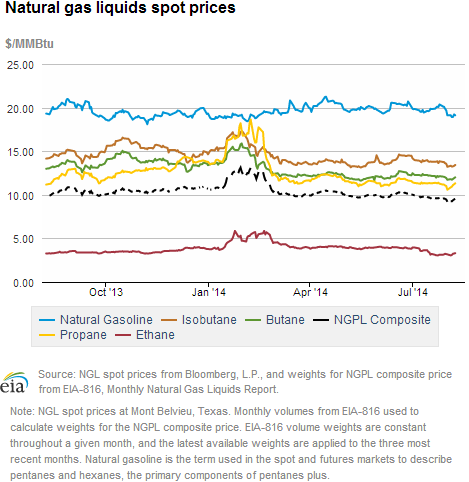 Natural gas liquids spot prices
$/MMBtu
25.00
20.00
15.00
10.00
5.00
0.00
Oct '13 Jan '14 Apr '14 Jul '14
Natural Gasoline Isobutane Butane NGPL Composite
Propane Ethane
eia
Source: NGL spot prices from Bloomberg, L.P., and weights for NGPL composite price
from EIA-816, Monthly Natural Gas Liquids Report.
Note: NGL spot prices at Mont Belvieu, Texas. Monthly volumes from EIA-816 used to
calculate weights for the NGPL composite price. EIA-816 volume weights are constant
throughout a given month, and the latest available weights are applied to the three most
recent months. Natural gasoline is the term used in the spot and futures markets to describe
pentanes and hexanes, the primary components of pentanes plus.